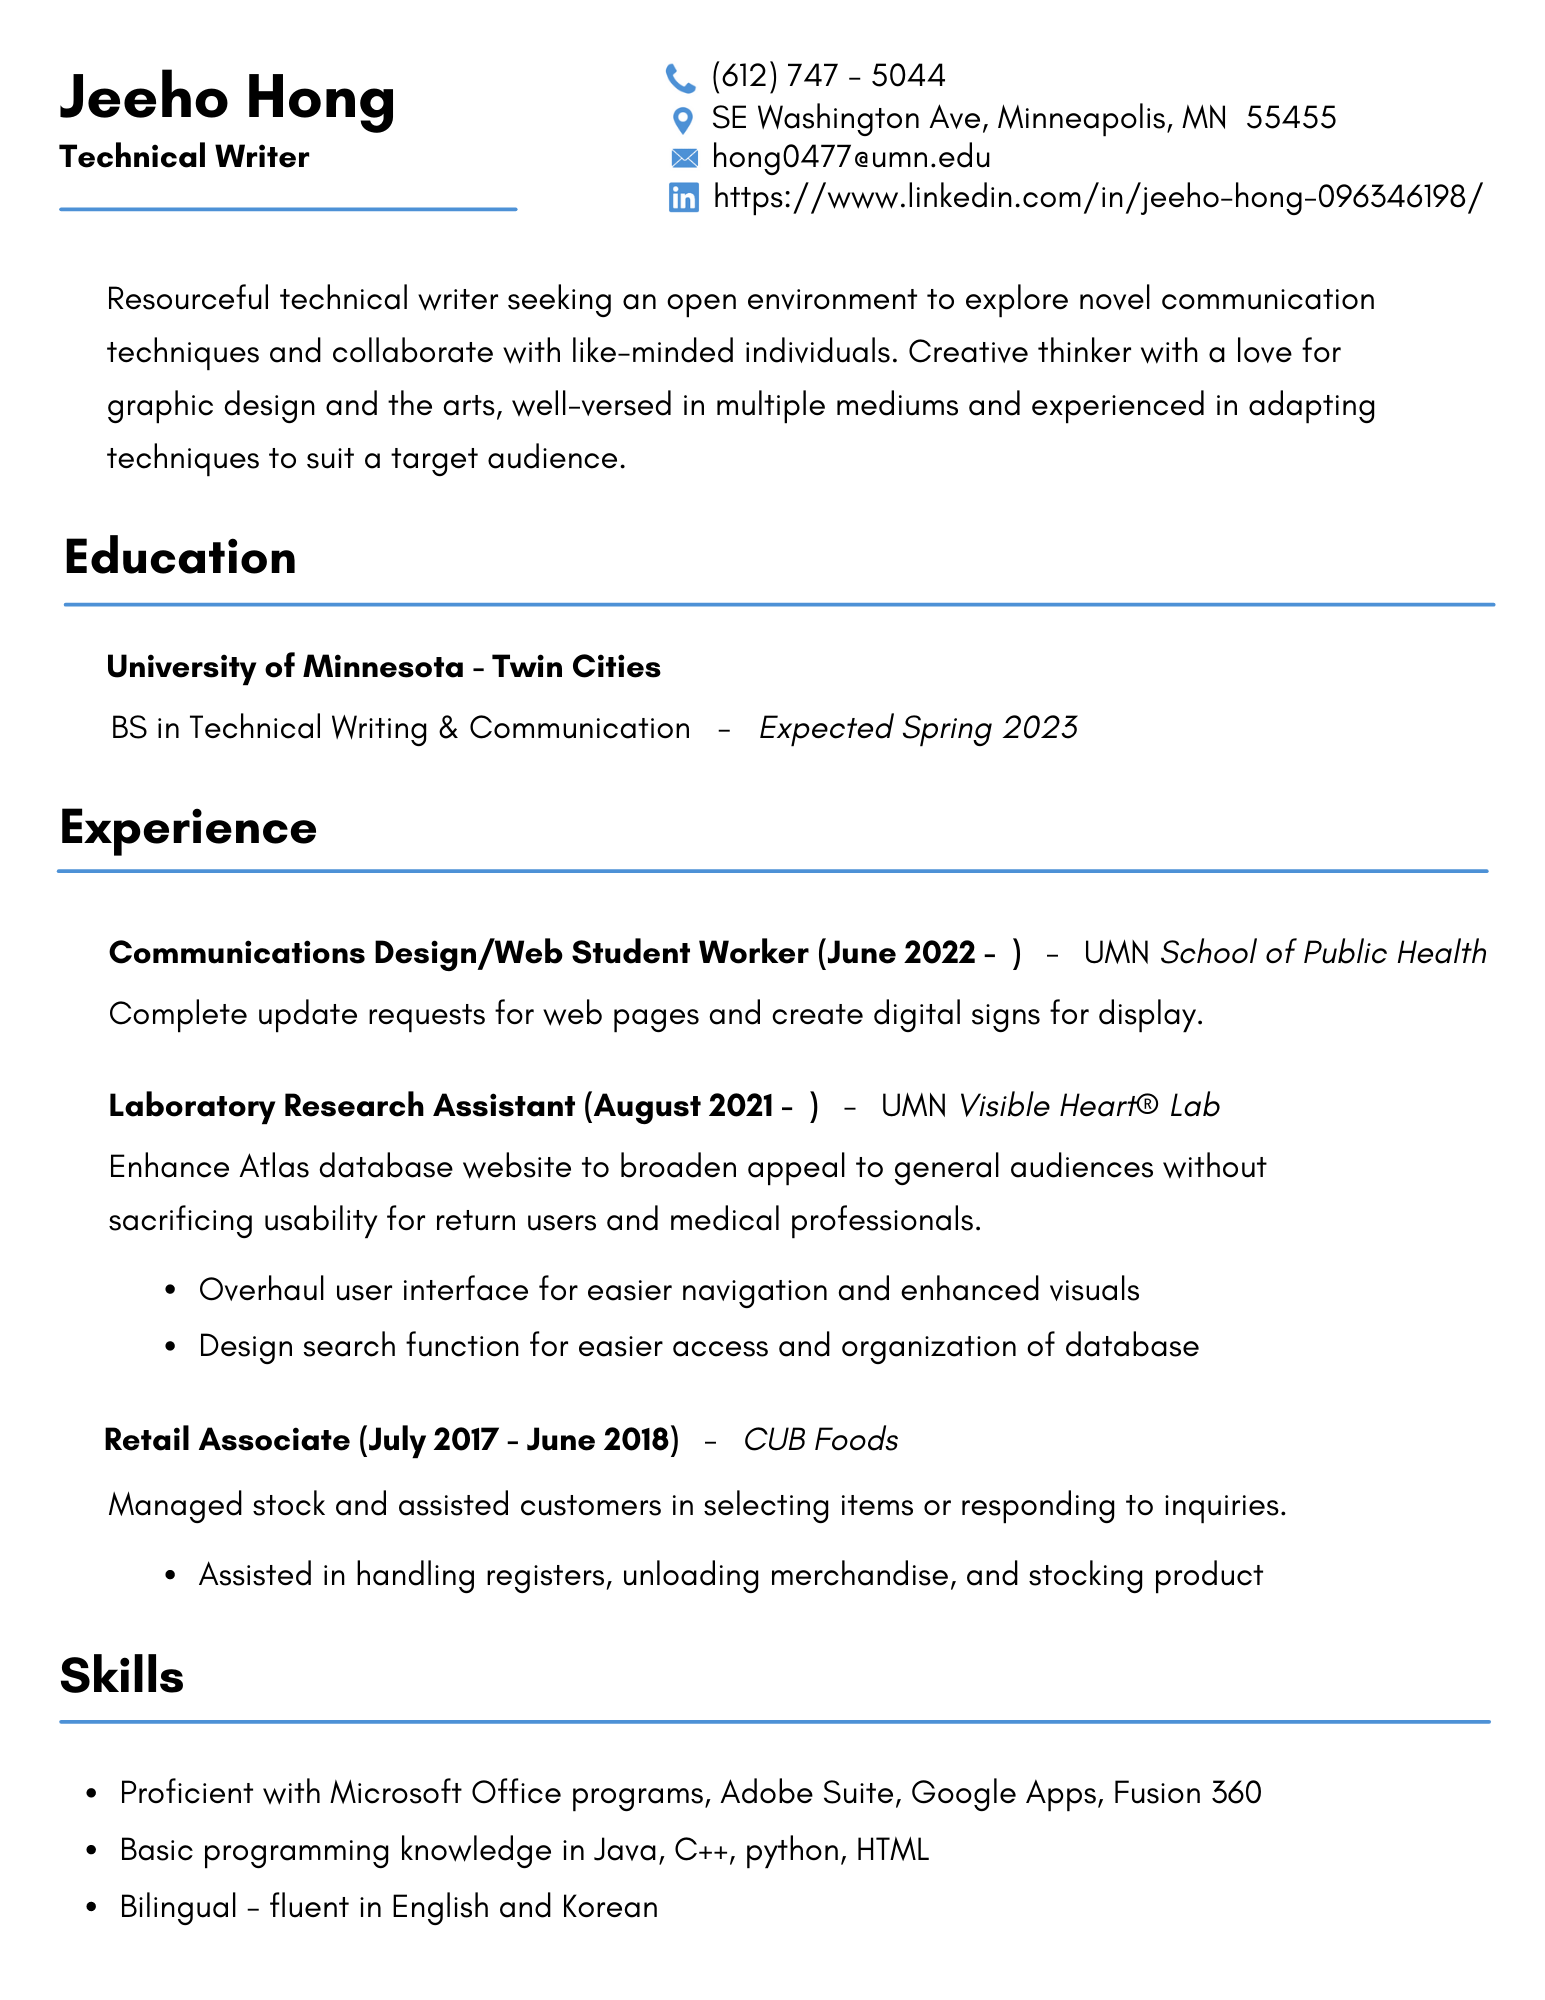 Jeeho Hong
Technical Writer
(612) 747 - 5044
SE Washington Ave, Minneapolis, MN  55455
hong0477@umn.edu
https://www.linkedin.com/in/jeeho-hong-096346198/
Resourceful technical writer seeking an open environment to explore novel communication
techniques and collaborate with like-minded individuals. Creative thinker with a love for
graphic design and the arts, well-versed in multiple mediums and experienced in adapting
techniques to suit a target audience.
Education
University of Minnesota - Twin Cities
BS in Technical Writing & Communication - Expected Spring 2023
Experience
Communications Design/Web Student Worker (June 2022 -  ) - UMN School of Public Health
Complete update requests for web pages and create digital signs for display.
Laboratory Research Assistant (August 2021 -  ) - UMN Visible Heart® Lab
Enhance Atlas database website to broaden appeal to general audiences without
sacrificing usability for return users and medical professionals.
• Overhaul user interface for easier navigation and enhanced visuals
• Design search function for easier access and organization of database
Retail Associate (July 2017 - June 2018) - CUB Foods
Managed stock and assisted customers in selecting items or responding to inquiries.
• Assisted in handling registers, unloading merchandise, and stocking product
Skills
• Proficient with Microsoft Office programs, Adobe Suite, Google Apps, Fusion 360
• Basic programming knowledge in Java, C++, python, HTML
• Bilingual - fluent in English and Korean